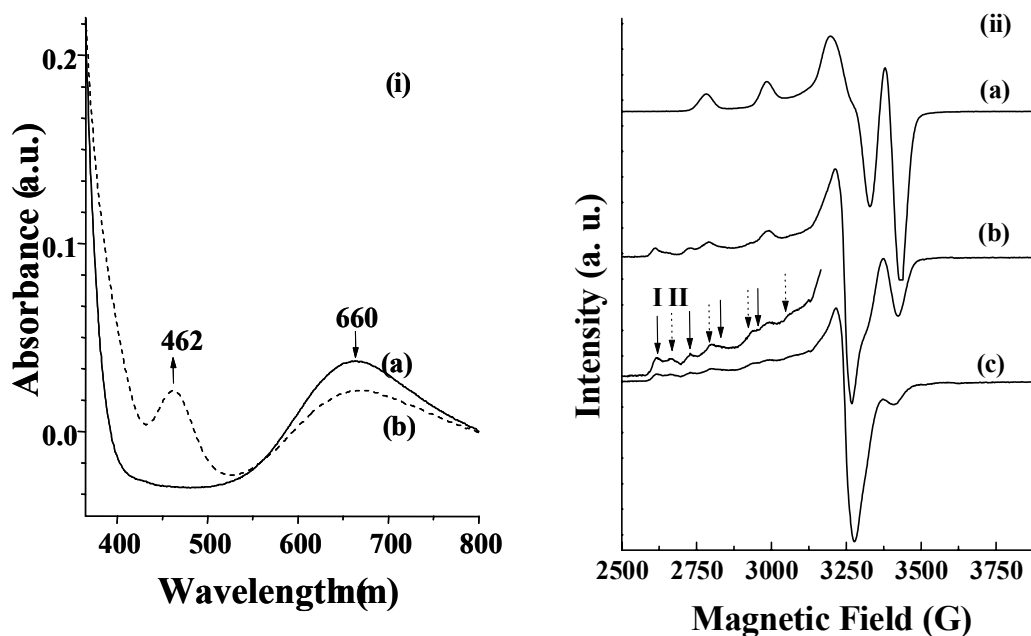 (i)
0.2
0.1
0.0
Absorbance (a.u.)
462
660
(a)
(b)
400 500 600 700 800
Wavelength(nm)
(ii)
(a)
(b)
I II
(c)
Intensity (a. u.)
2500 2750 3000 3250 3500 3750
Magnetic Field (G)